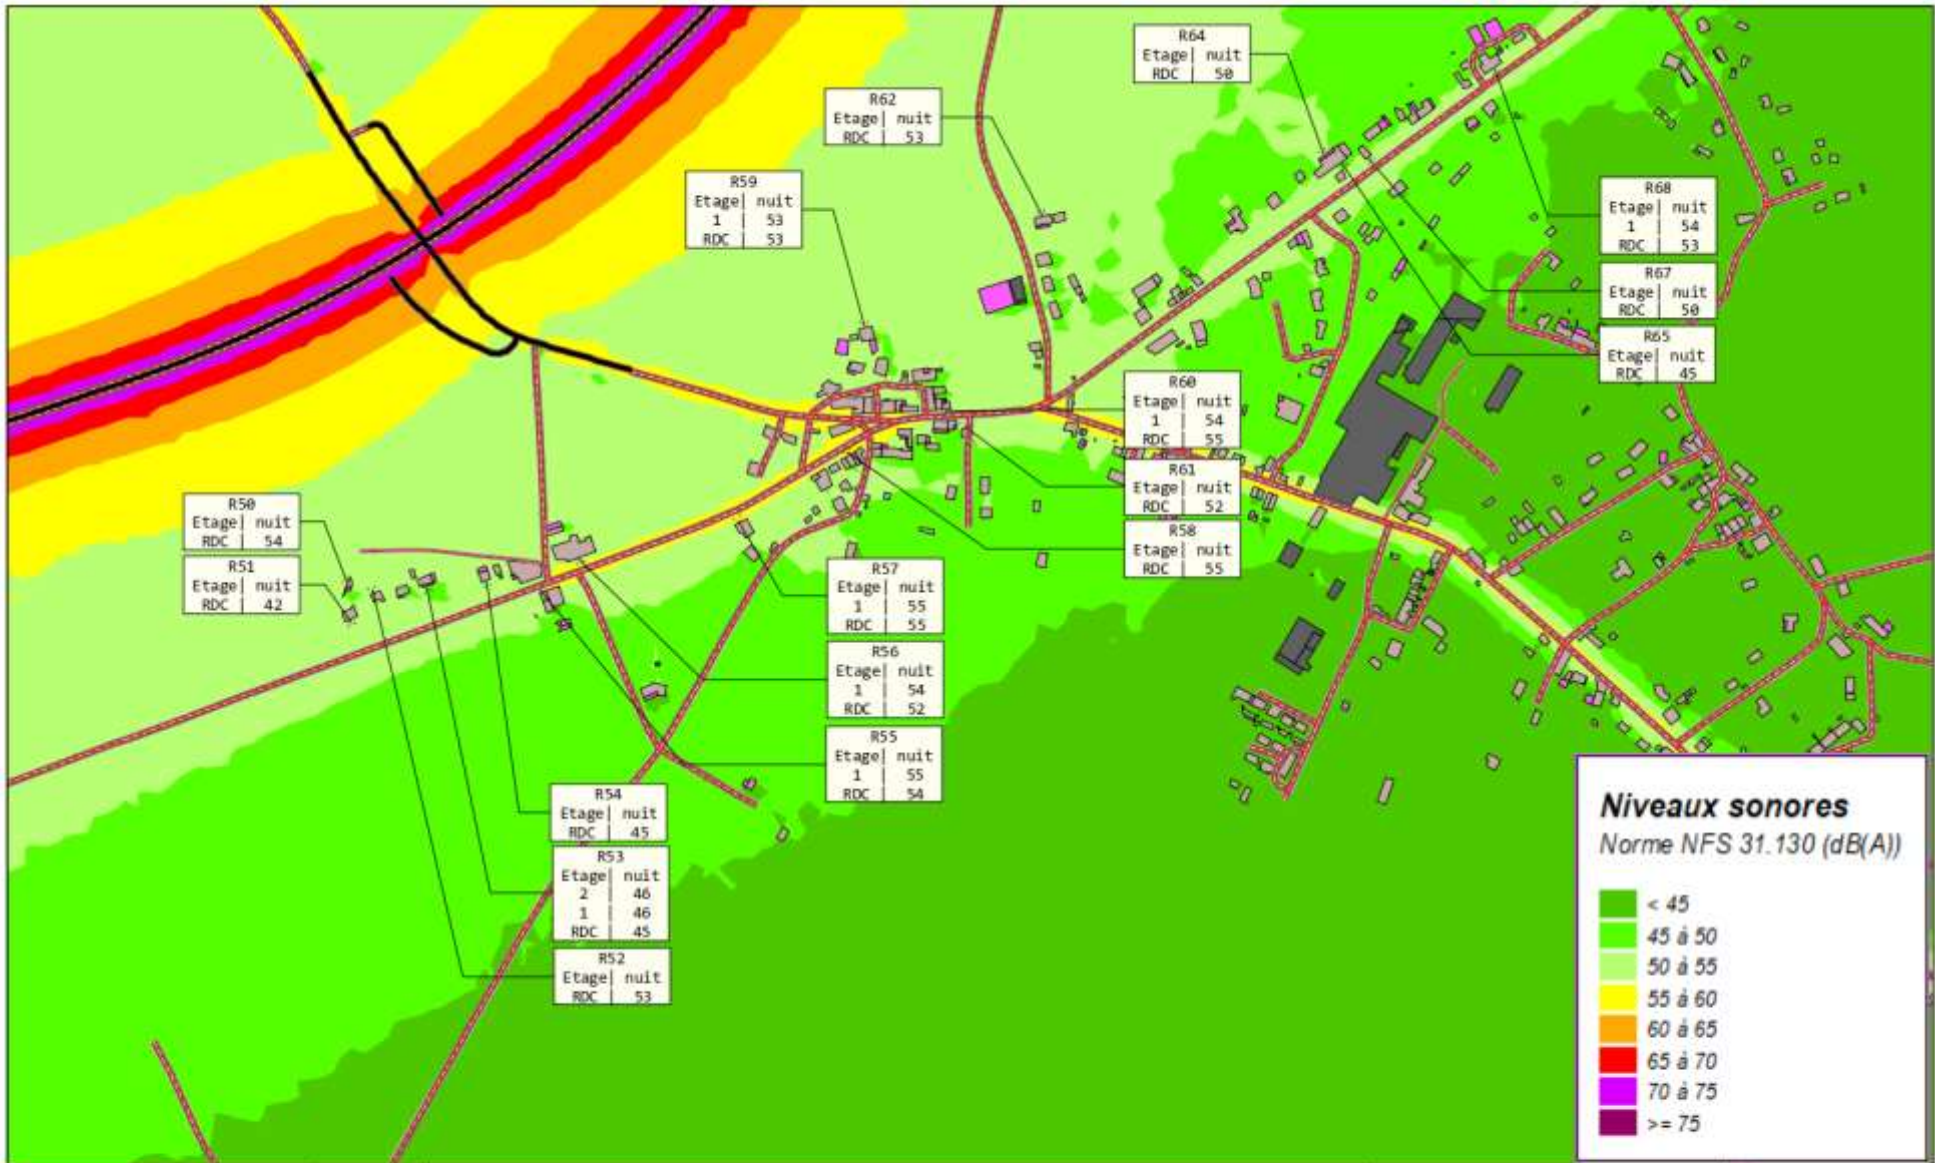 R64
Etage| nuit
RDC | 50
R62
Etage| nuit
RDC | 53
R59
Etage| nuit
1 | 53
RDC | 53
R68
Etage| nuit
1 | 54
RDC | 53
R67
Etage| nuit
RDC | 50
R65
Etage| nuit
RDC | 45
R60
Etage| nuit
1 | 54
RDC | 55
R61
Etage| nuit
RDC | 52
R58
Etage| nuit
RDC | 55
R50
Etage| nuit
RDC | 54
R51
Etage| nuit
RDC | 42
R57
Etage| nuit
1 | 55
RDC | 55
R56
Etage| nuit
1 | 54
RDC | 52
R55
Etage| nuit
1 | 55
RDC | 54
R54
Etage| nuit
RDC | 45
R53
Etage| nuit
2 | 46
1 | 46
RDC | 45
R52
Etage| nuit
RDC | 53
Niveaux sonores
Norme NFS 31.130 (dB(A))
< 45
45 à 50
50 à 55
55 à 60
60 à 65
65 à 70
70 à 75
>= 75